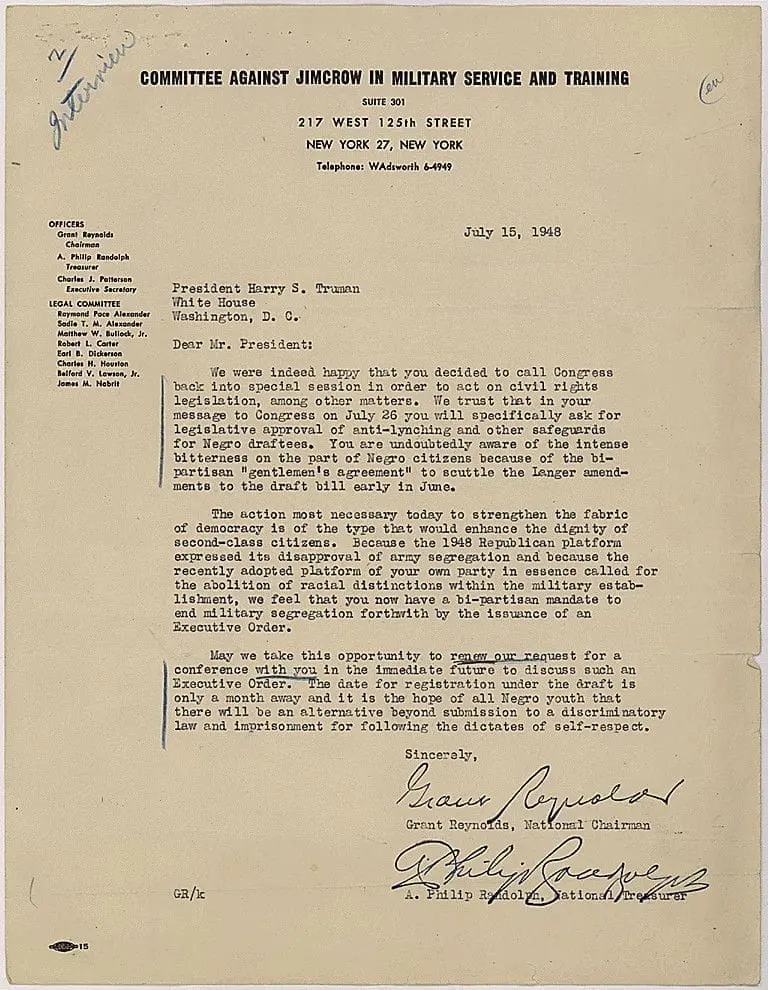 2
Interview
COMMITTEE AGAINST JIMCROW IN MILITARY SERVICE AND TRAINING
SUITE 301
217 WEST 125th STREET
NEW YORK 27, NEW YORK
Telephone: WAdsworth 6-4949
OFFICERS
Grant Reynolds
Chairman
A. Philip Randolph
Treasurer
Charles J. Patterson
Executive Secretary
LEGAL COMMITTEE
Raymond Pace Alexander
Sadie T. M. Alexander
Matthew W. Bullock, Jr.
Robert L. Carter
Earl B. Dickerson
Charles H. Houston
Belford V. Lawson, Jr.
James M. Nabrit
July 15, 1948
President Harry S. Truman
White House
Washington, D. C.
Dear Mr. President:
We were indeed happy that you decided to call Congress
back into special session in order to act on civil rights
legislation, among other matters. We trust that in your
message to Congress on July 26 you will specifically ask for
legislative approval of anti-lynching and other safeguards
for Negro draftees. You are undoubtedly aware of the intense
bitterness on the part of Negro citizens because of the bi-
partisan "gentlemen's agreement" to scuttle the Langer amend-
ments to the draft bill early in June.
The action most necessary today to strengthen the fabric
of democracy is of the type that would enhance the dignity of
second-class citizens. Because the 1948 Republican platform
expressed its disapproval of army segregation and because the
recently adopted platform of your own party in essence called for
the abolition of racial distinctions within the military estab-
lishment, we feel that you now have a bi-partisan mandate to
end military segregation forthwith by the issuance of an
Executive Order.
May we take this opportunity to renew our request for a
conference with you in the immediate future to discuss such an
Executive Order. The date for registration under the draft is
only a month away and it is the hope of all Negro youth that
there will be an alternative beyond submission to a discriminatory
law and imprisonment for following the dictates of self-respect.
Sincerely,
Grant Reynolds
Grant Reynolds, National Chairman
A. Philip Randolph
A. Philip Randolph, National Treasurer
GR/k
15